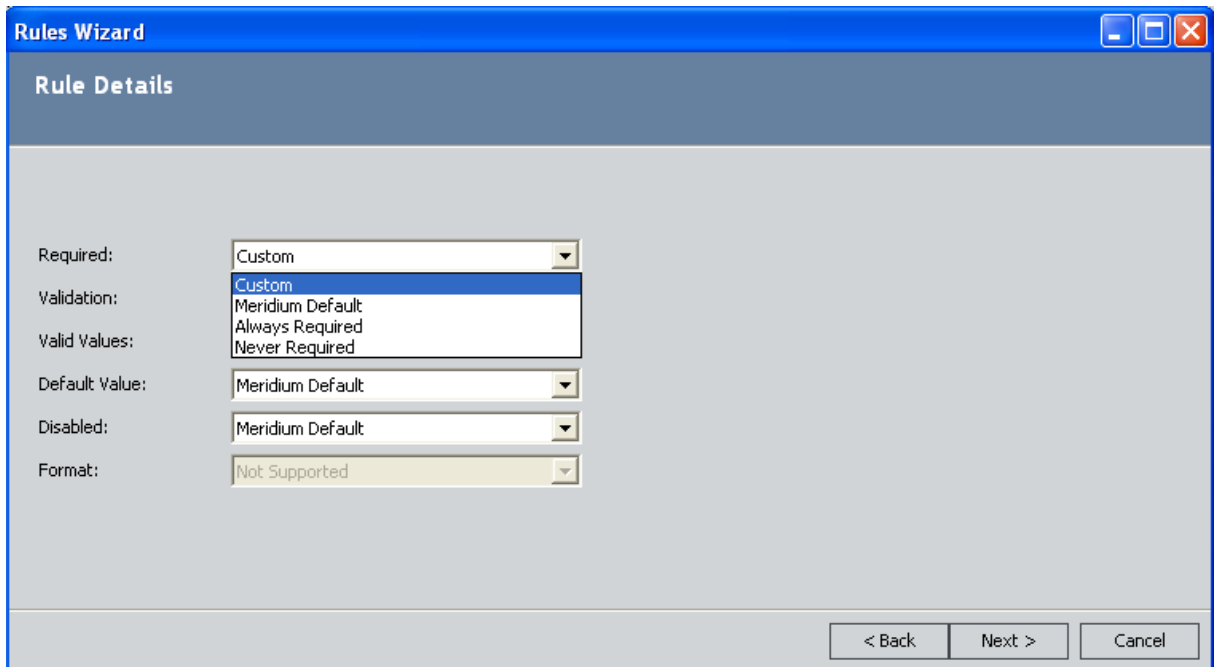 Rules Wizard
Rule Details
Required: Custom
Custom
Validation:
Meridium Default
Always Required
Valid Values:
Never Required
Default Value: Meridium Default
Disabled: Meridium Default
Format: Not Supported
< Back Next > Cancel